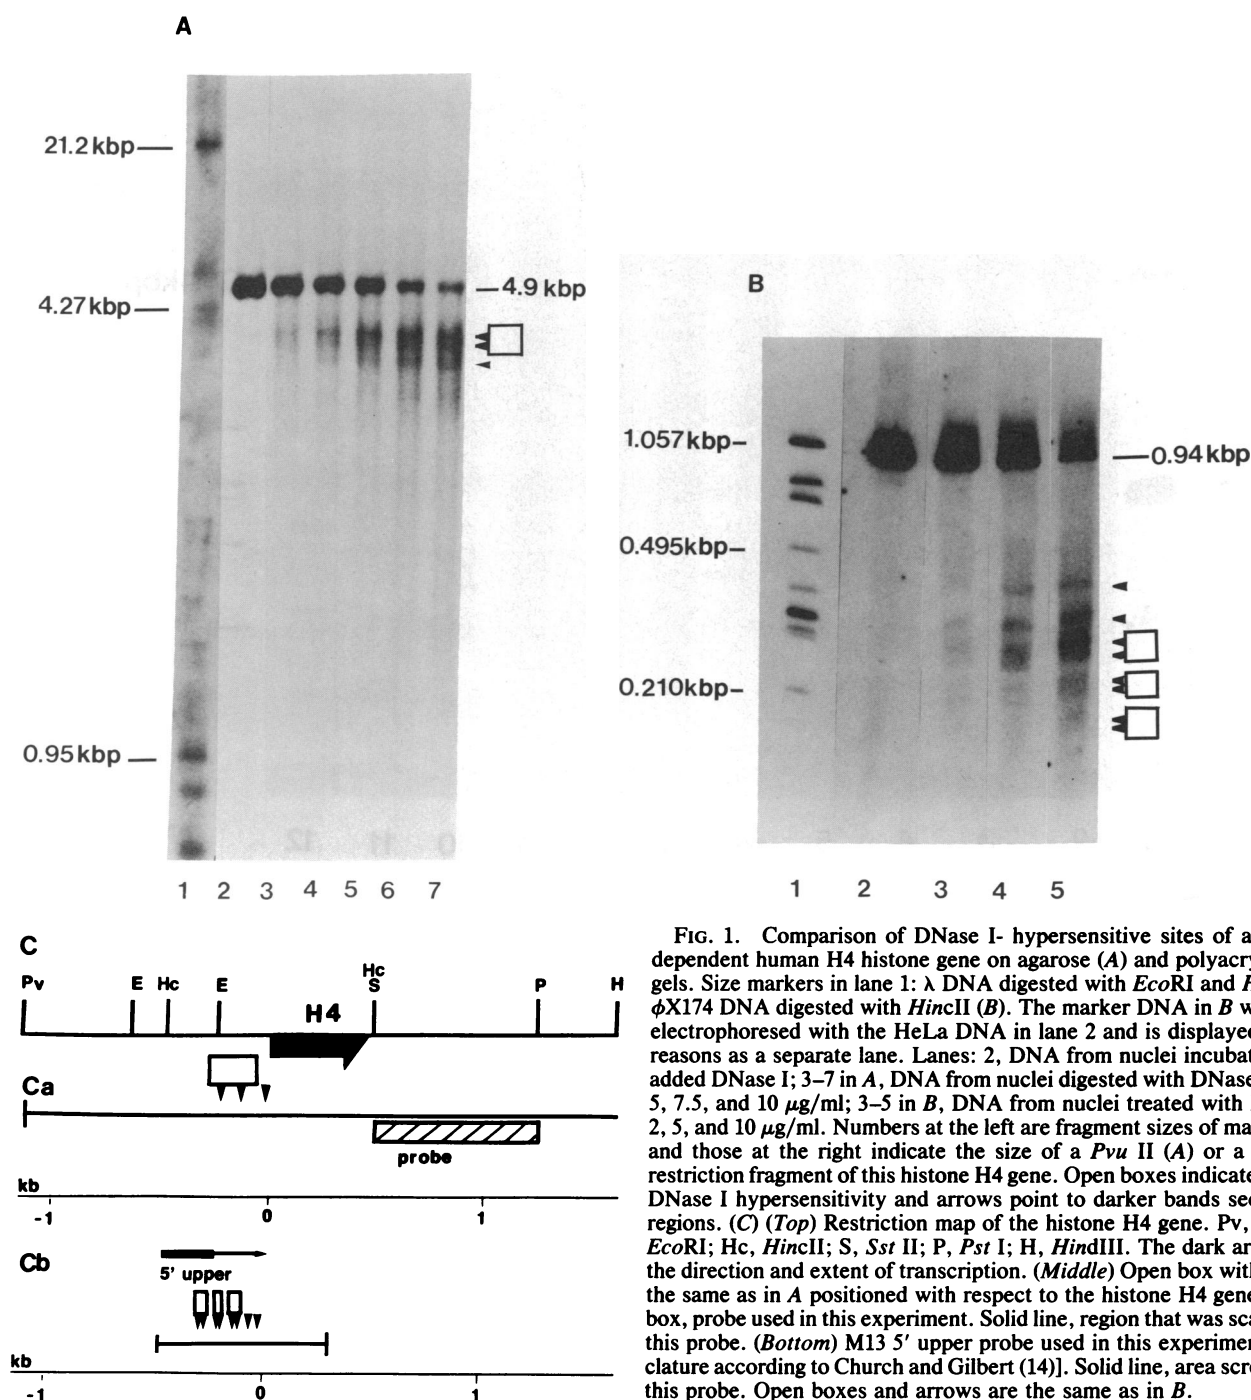 A
21.2 kbp
4.27 kbp
0.95 kbp
4.9 kbp
1 2 3 4 5 6 7
B
1.057 kbp
0.495 kbp
0.210 kbp
0.94 kbp
1 2 3 4 5
C
Pv E Hc E Hc S P H
H4
Ca
probe
kb
-1 0 1
Cb
5' upper
kb
-1 0 1
FIG. 1. Comparison of DNase I- hypersensitive sites of a
dependent human H4 histone gene on agarose (A) and polyacry
gels. Size markers in lane 1: λ DNA digested with EcoRI and H
ϕX174 DNA digested with HincII (B). The marker DNA in B w
electrophoresed with the HeLa DNA in lane 2 and is displayed
reasons as a separate lane. Lanes: 2, DNA from nuclei incubat
added DNase I; 3–7 in A, DNA from nuclei digested with DNase
5, 7.5, and 10 μg/ml; 3–5 in B, DNA from nuclei treated with
2, 5, and 10 μg/ml. Numbers at the left are fragment sizes of ma
and those at the right indicate the size of a Pvu II (A) or a
restriction fragment of this histone H4 gene. Open boxes indicate
DNase I hypersensitivity and arrows point to darker bands see
regions. (C) (Top) Restriction map of the histone H4 gene. Pv,
EcoRI; Hc, HincII; S, Sst II; P, Pst I; H, HindIII. The dark ar
the direction and extent of transcription. (Middle) Open box with
the same as in A positioned with respect to the histone H4 gene
box, probe used in this experiment. Solid line, region that was sca
this probe. (Bottom) M13 5' upper probe used in this experimen
clature according to Church and Gilbert (14)]. Solid line, area scre
this probe. Open boxes and arrows are the same as in B.